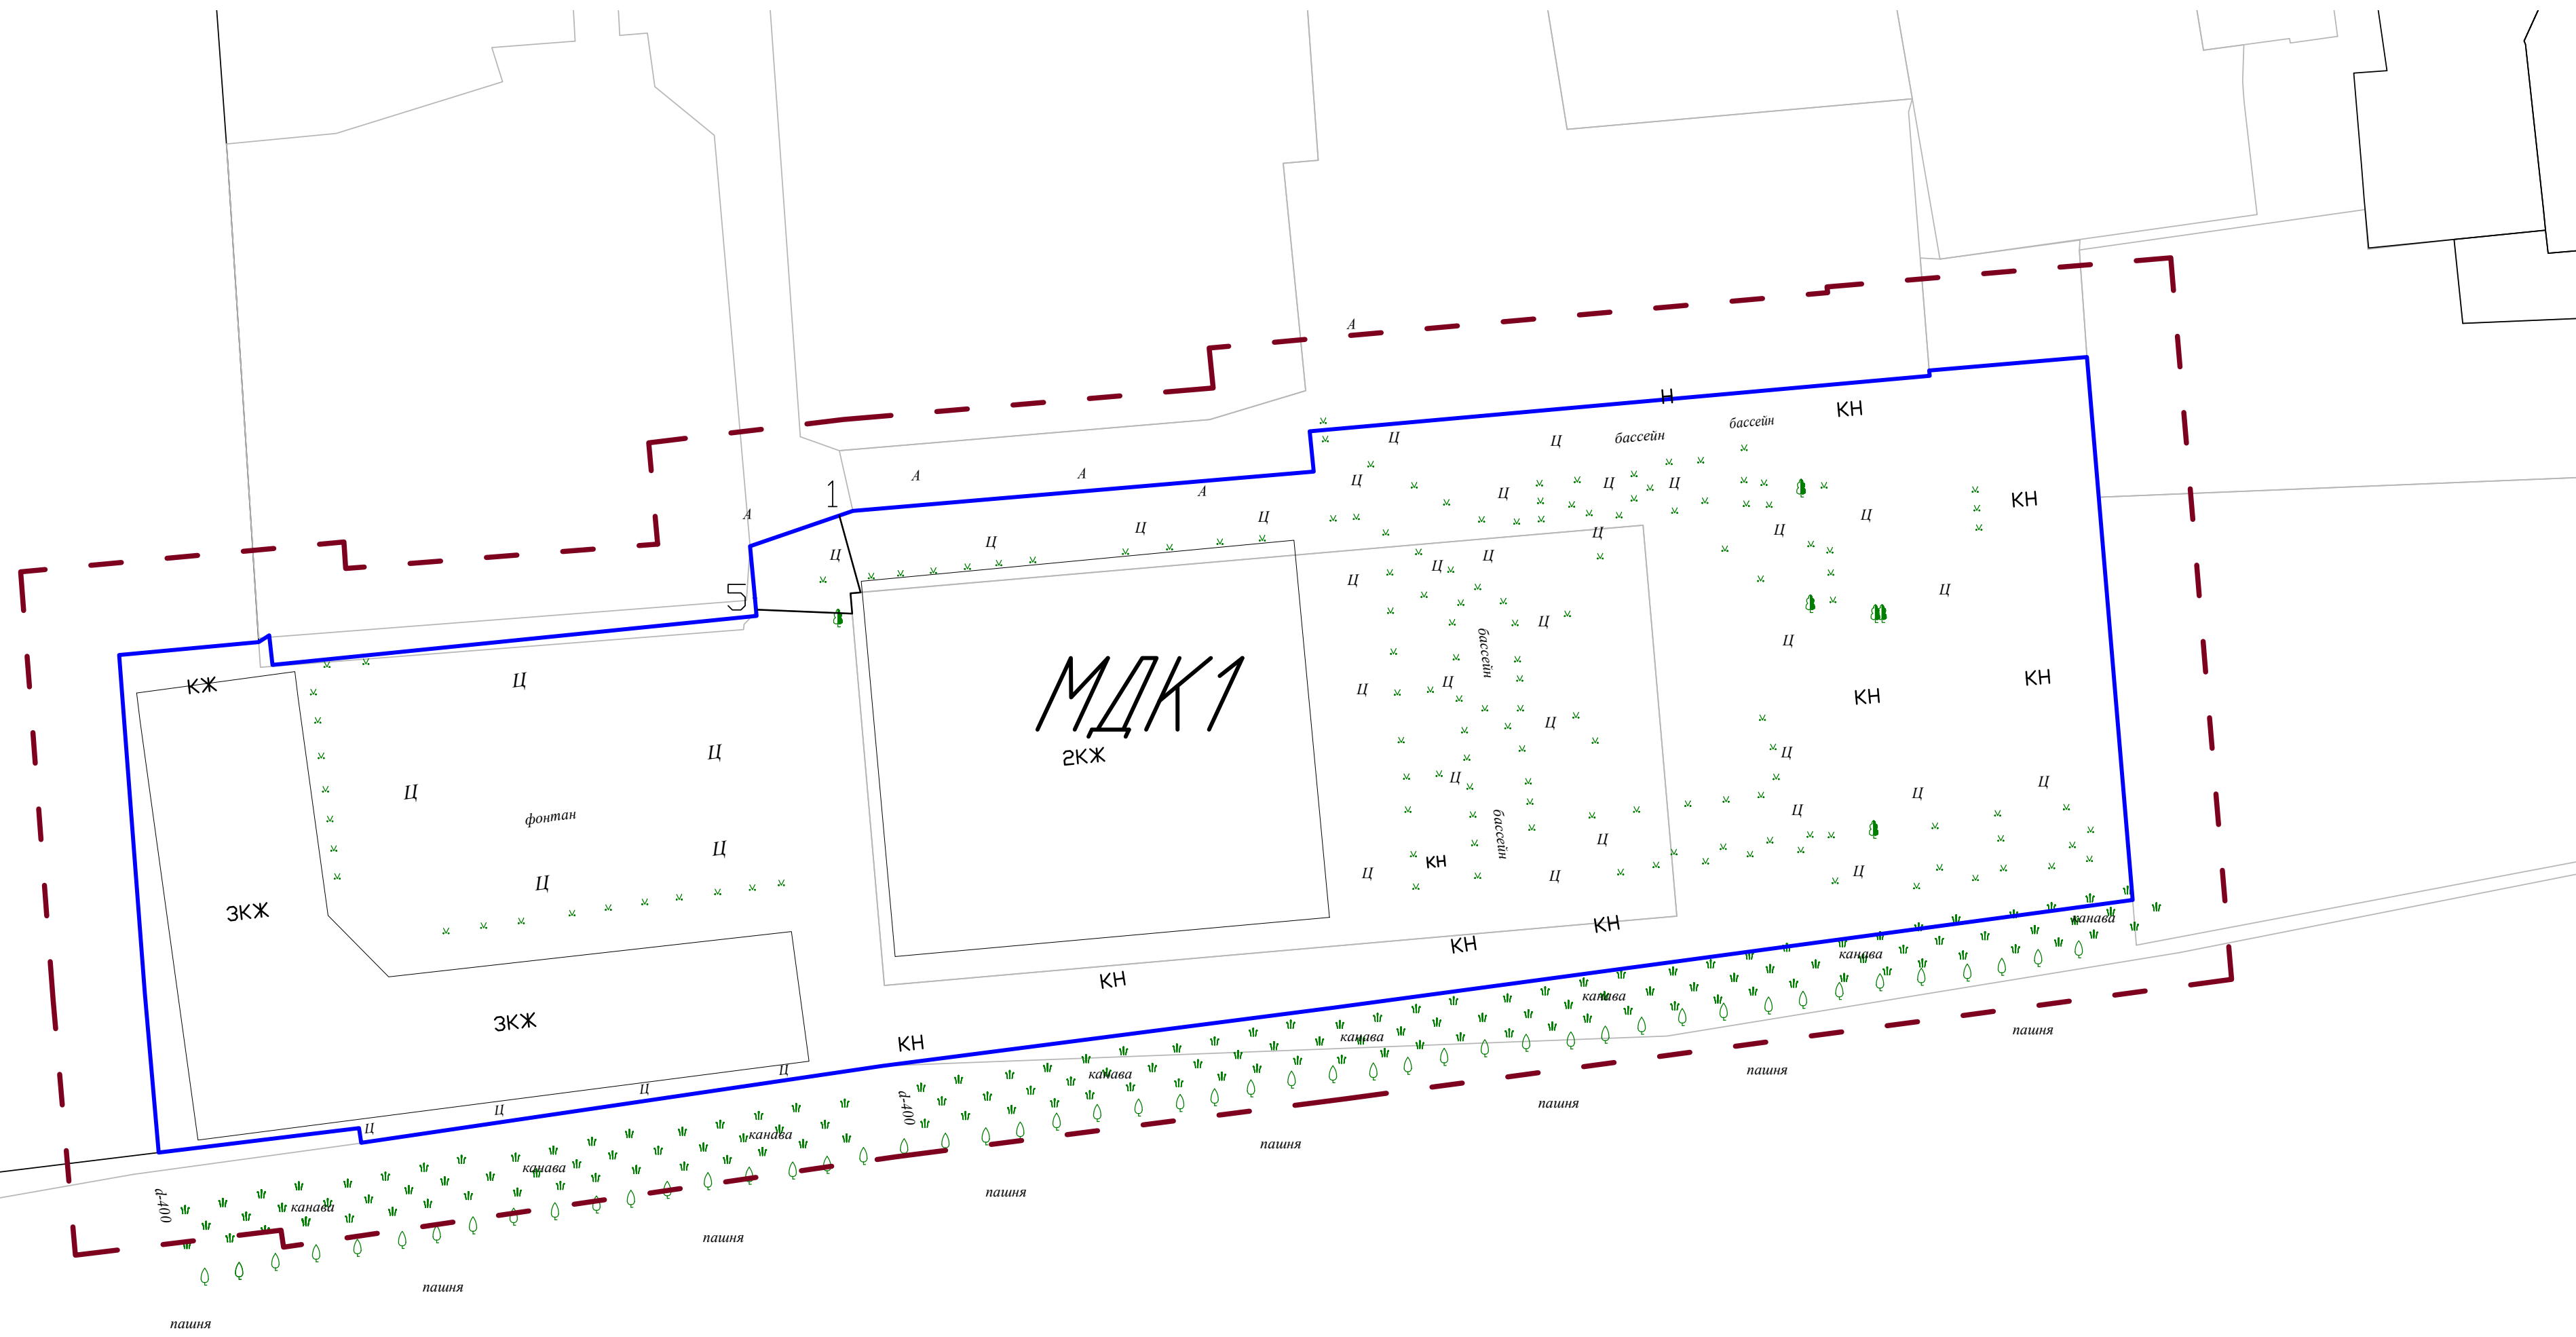 А
Н
КН
бассейн
бассейн
Ц
Ц
А
А
Ц
А
1
Ц
Ц
Ц
КН
А
Ц
Ц
Ц
Ц
Ц
Ц
Ц
Ц
Ц
Ц
5
Ц
Ц
Ц
бассейн
КЖ
Ц
МДК1
Ц
Ц
КН
КН
Ц
Ц
2КЖ
Ц
Ц
Ц
Ц
Ц
Ц
фонтан
бассейн
Ц
Ц
Ц
КН
Ц
Ц
Ц
Ц
3КЖ
КН
КН
канава
канава
КН
канава
3КЖ
КН
канава
пашня
Ц
канава
пашня
Ц
d-400
пашня
Ц
Ц
канава
пашня
канава
d-400
канава
пашня
пашня
пашня
пашня